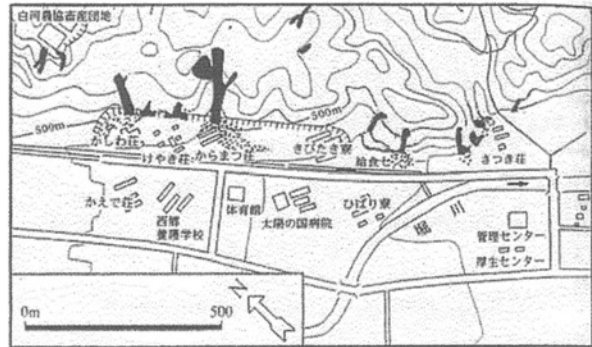 白河農協畜産団地
500m
500m
かしわ荘
けやき荘
からまつ荘
きびたき寮
給食センタ
さつき荘
かえで荘
西郷
養護学校
体育館
太陽の国病院
ひばり寮
堀川
管理センター
厚生センター
N
0m
500